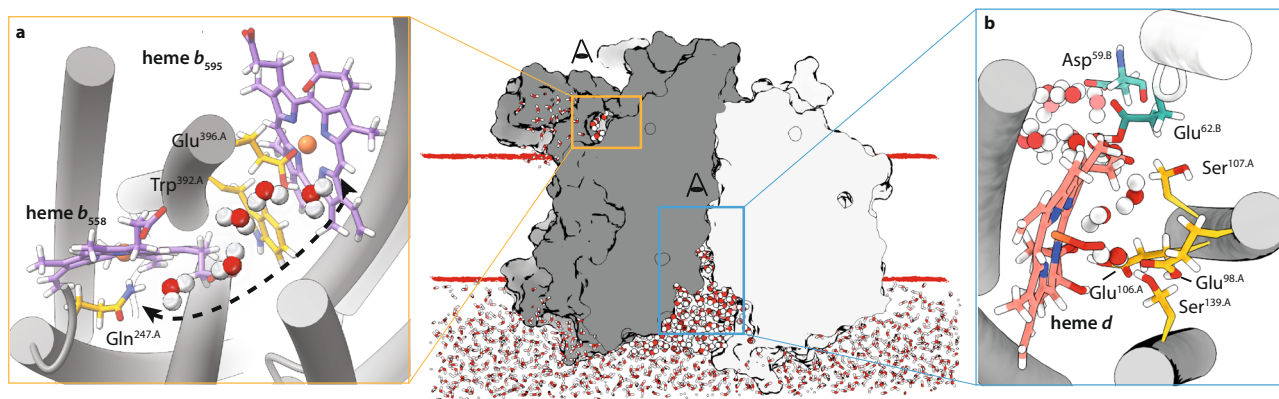 a
heme b595
Glu396.A
Trp392.A
heme b558
Gln247.A
b
Asp59.B
Glu62.B
Ser107.A
Glu98.A
Glu106.A
Ser139.A
heme d